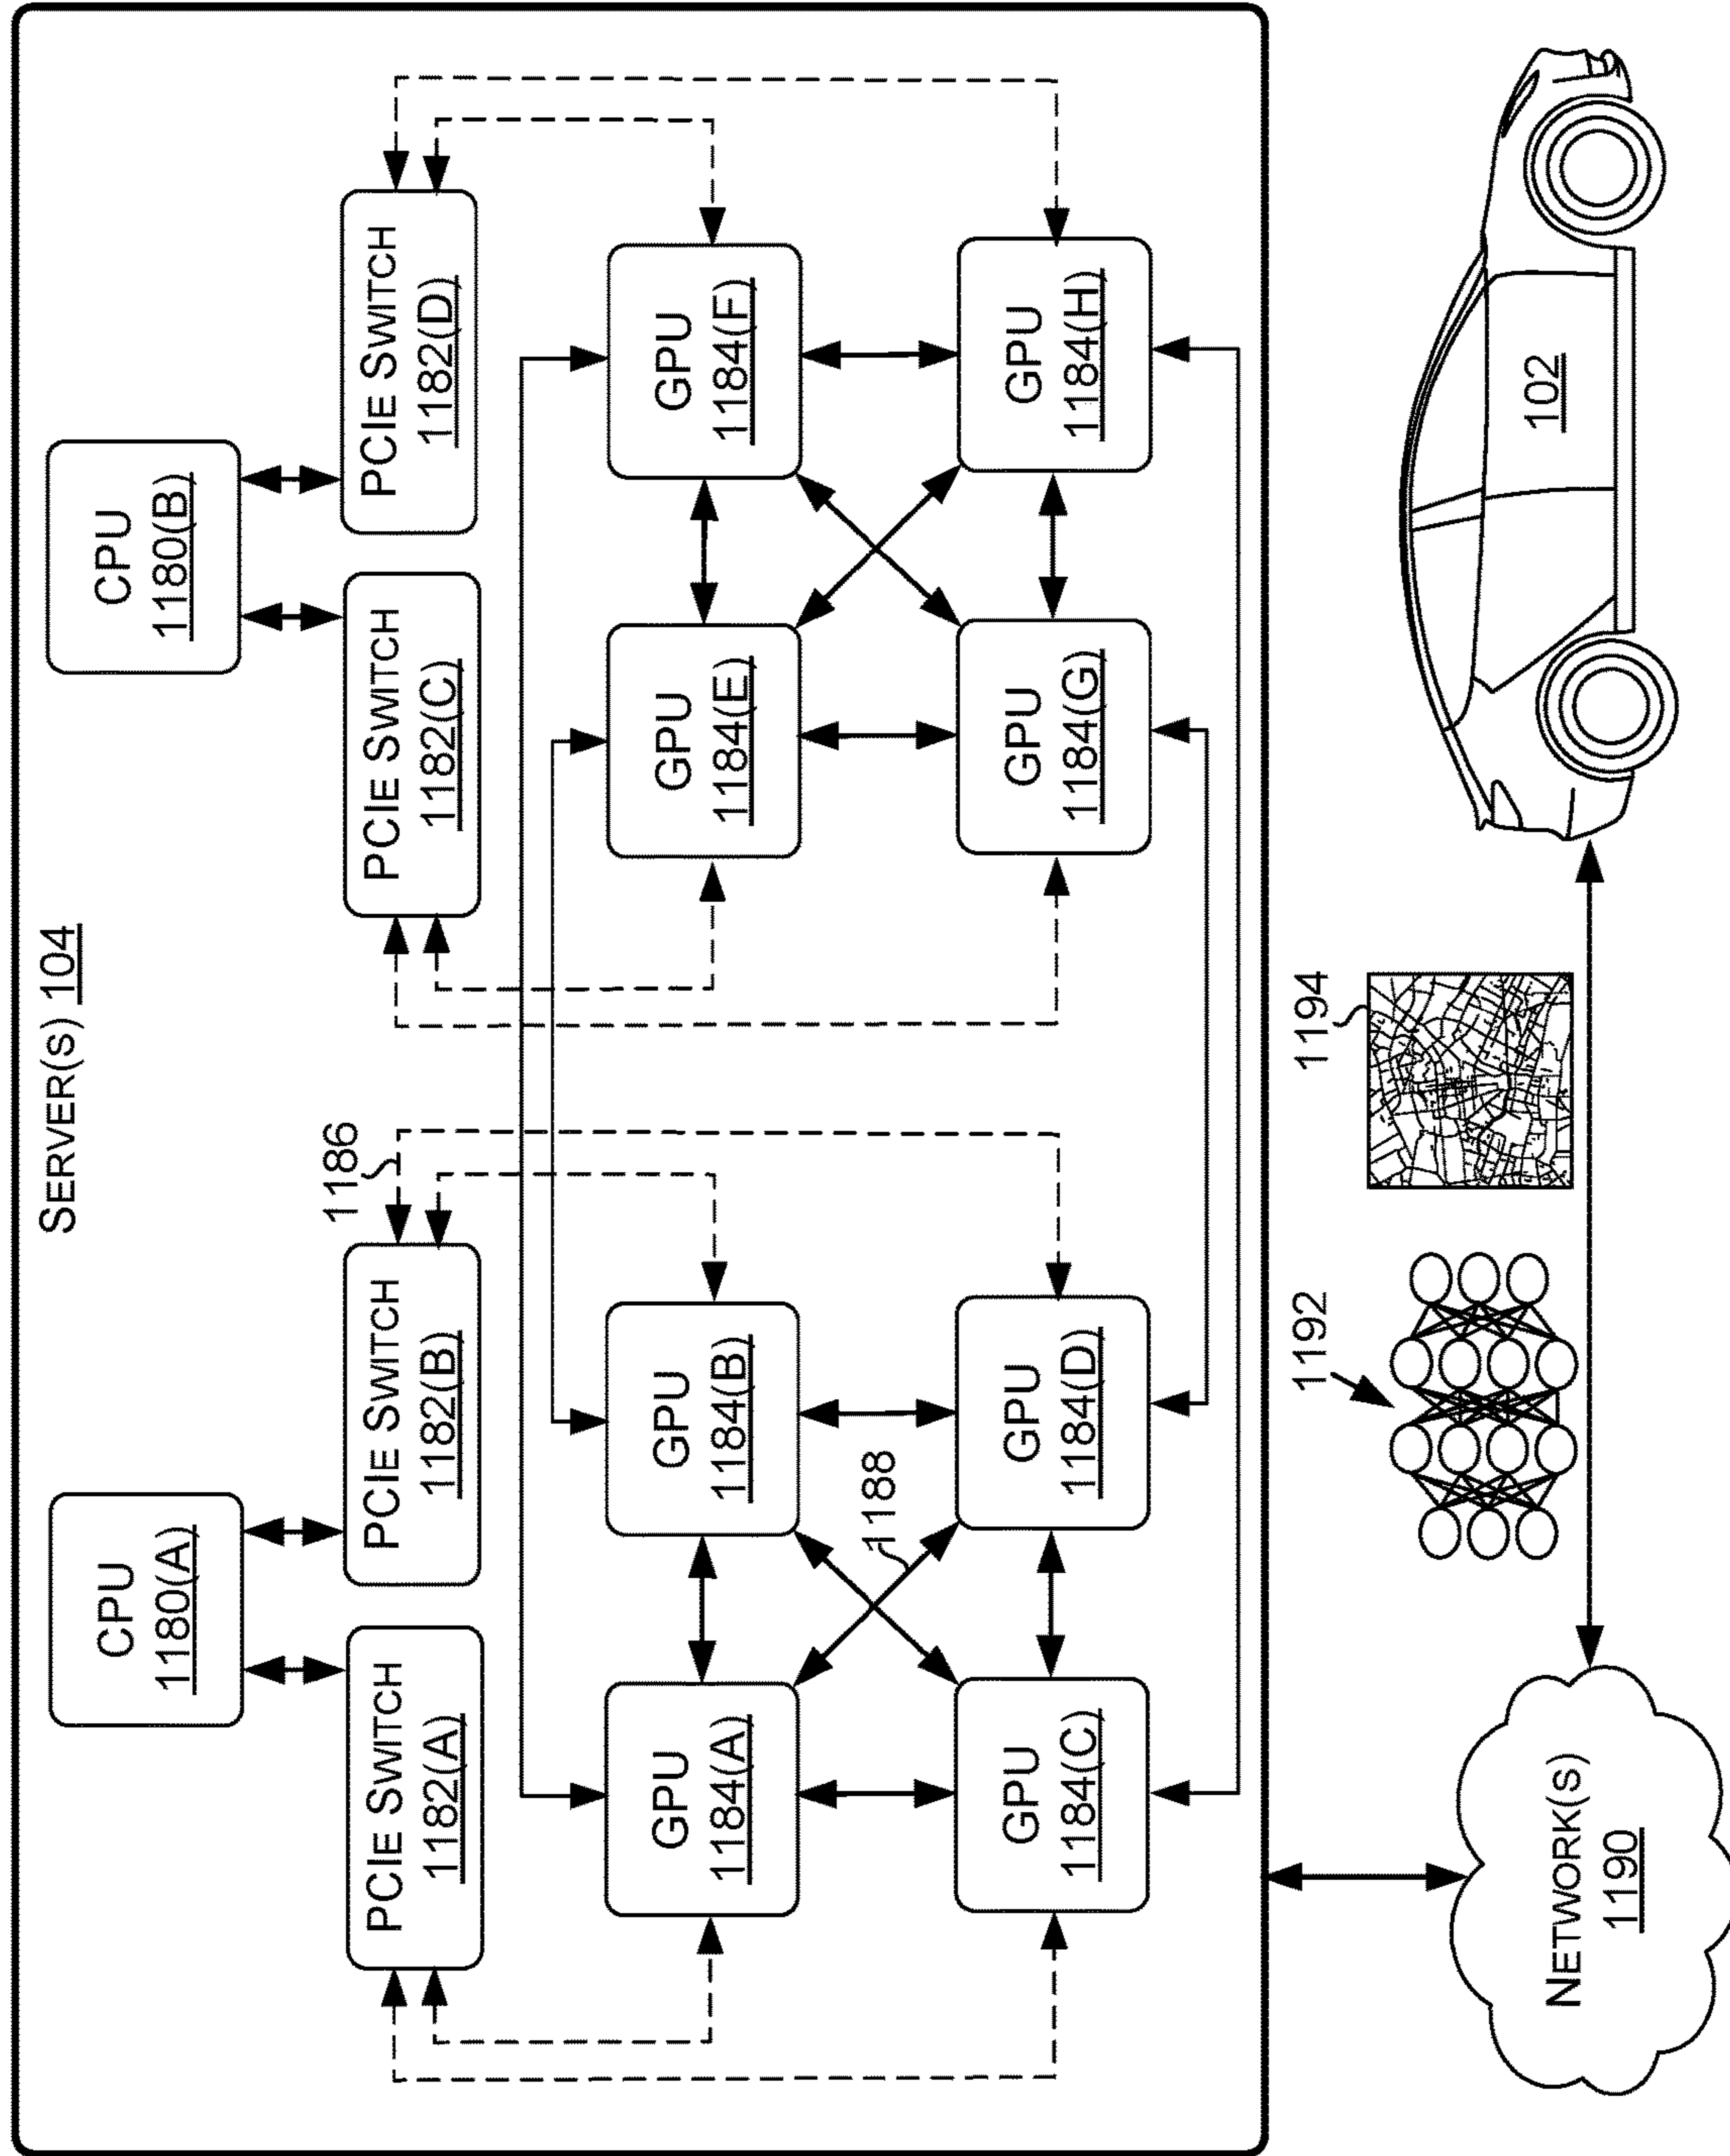 SERVER(S) 104
CPU
1180(A)
CPU
1180(B)
PCIE SWITCH
1182(A)
PCIE SWITCH
1182(B)
1186
PCIE SWITCH
1182(C)
PCIE SWITCH
1182(D)
GPU
1184(A)
GPU
1184(B)
GPU
1184(E)
GPU
1184(F)
1188
GPU
1184(C)
GPU
1184(D)
GPU
1184(G)
GPU
1184(H)
NETWORK(S)
1190
1192
1194
102